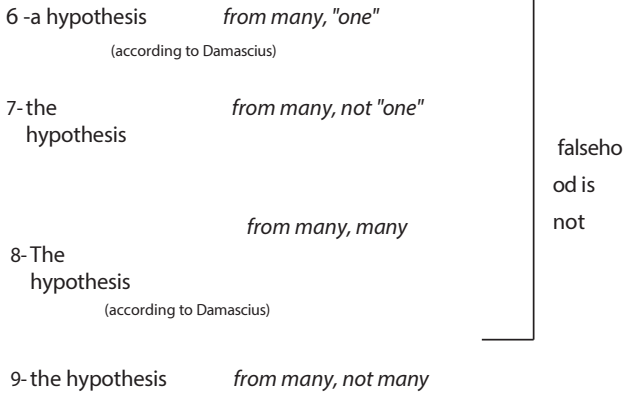 6 -a hypothesis from many, "one"
(according to Damascius)
7- the from many, not "one"
hypothesis
falseho
od is
not
from many, many
8- The
hypothesis
(according to Damascius)
9- the hypothesis from many, not many